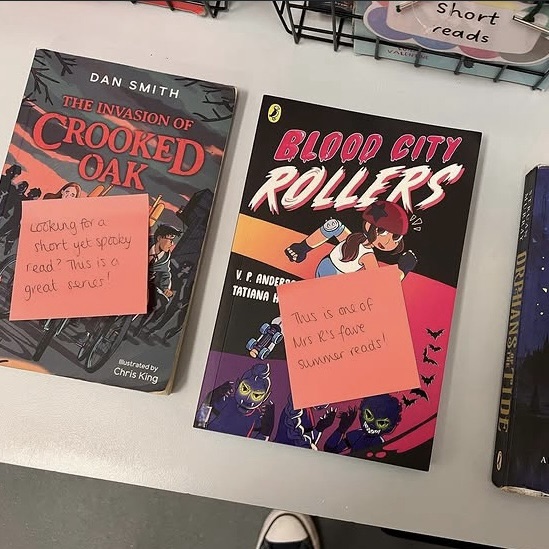 Short
reads
DAN SMITH
THE INVASION OF
CROOKED
OAK
Looking for a
short yet spooky
read? This is a
great series!
Illustrated by
Chris King
BLOOD CITY
ROLLERS
V. P. ANDERS
TATIANA H
This is one of
Mrs R's fave
summer reads!
ORPHANS OF THE TIDE